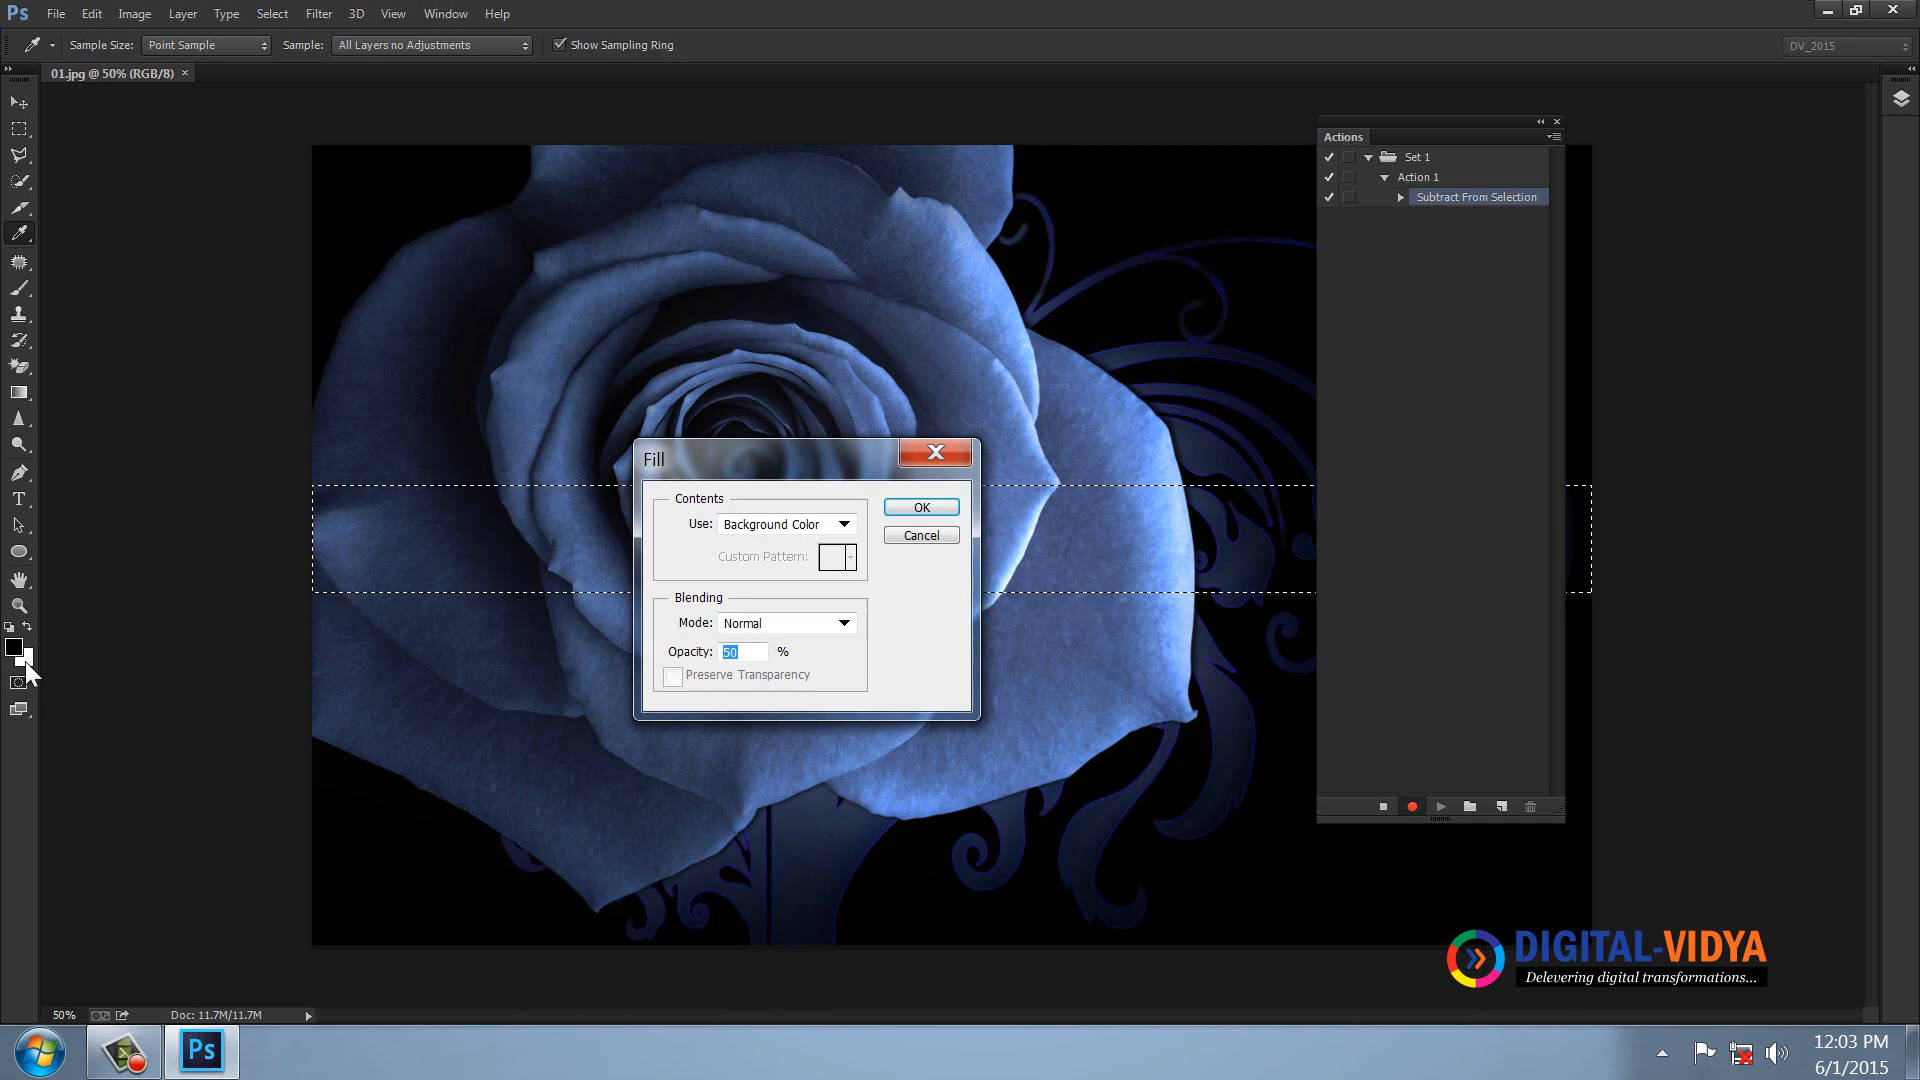 Ps File Edit Image Layer Type Select Filter 3D View Window Help
Sample Size: Point Sample Sample: All Layers no Adjustments Show Sampling Ring DV_2015
01.jpg @ 50% (RGB/8) ×
Actions
Set 1
Action 1
Subtract From Selection
Fill
Contents
Use: Background Color
Custom Pattern:
OK
Cancel
Blending
Mode: Normal
Opacity: 50 %
Preserve Transparency
T
DIGITAL-VIDYA
Delevering digital transformations...
50% Doc: 11.7M/11.7M
Ps
12:03 PM
6/1/2015